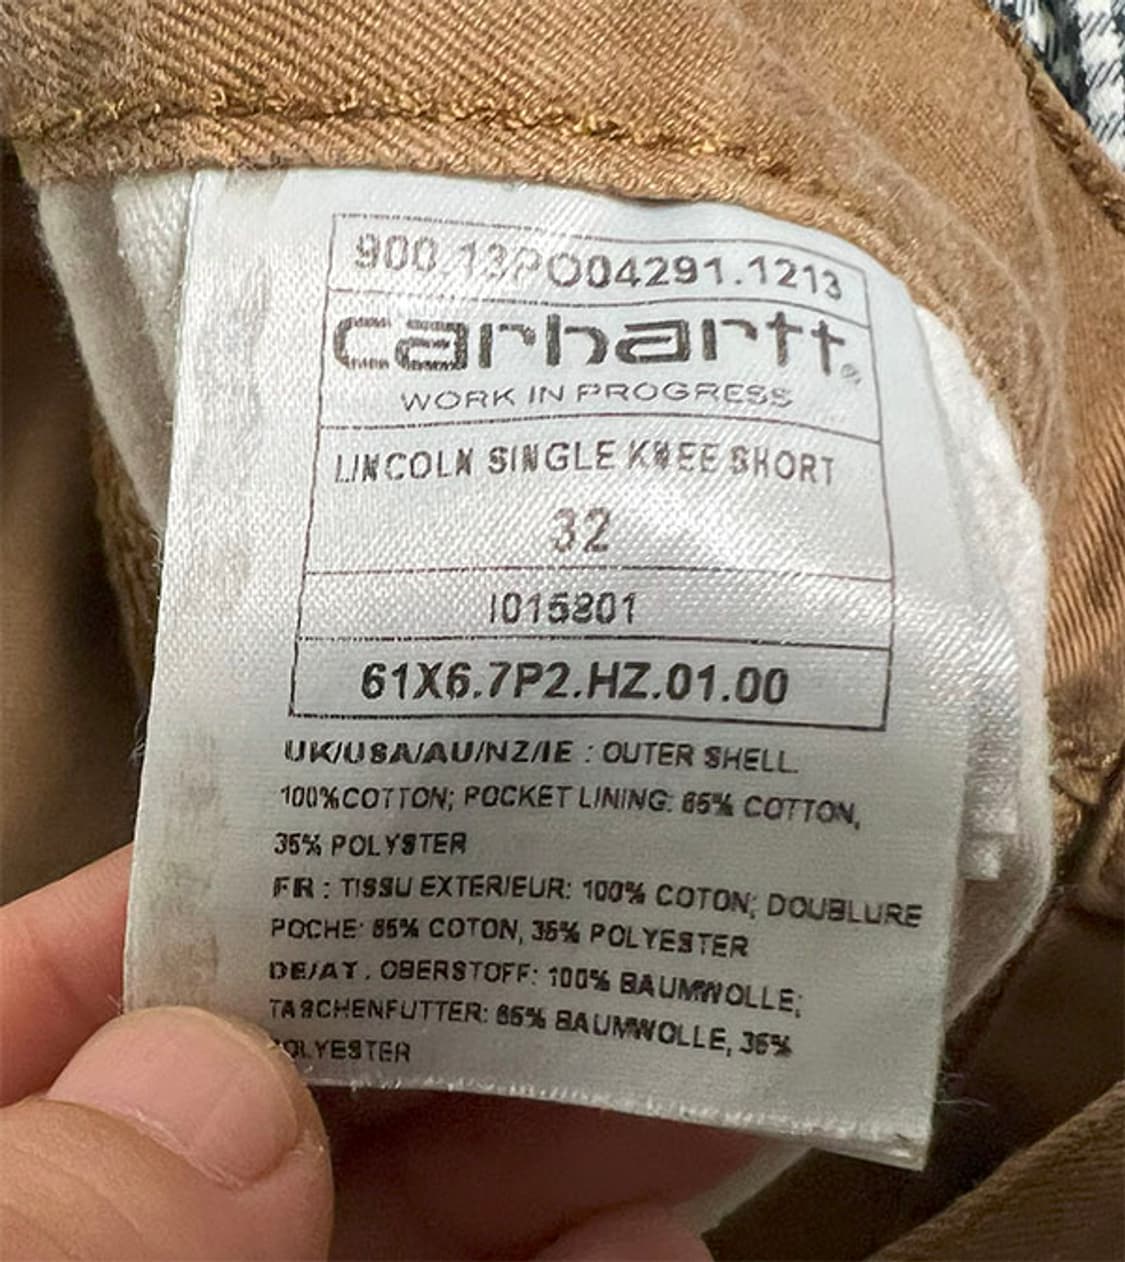 900.13PO04291.1213
carhartt®
WORK IN PROGRESS
LINCOLN SINGLE KNEE SHORT
32
I015801
61X6.7P2.HZ.01.00
UK/USA/AU/NZ/IE : OUTER SHELL:
100%COTTON; POCKET LINING: 65% COTTON,
35% POLYSTER
FR : TISSU EXTERIEUR: 100% COTON; DOUBLURE
POCHE: 65% COTON, 35% POLYESTER
DE/AT : OBERSTOFF: 100% BAUMWOLLE;
TASCHENFUTTER: 65% BAUMWOLLE, 35%
POLYESTER